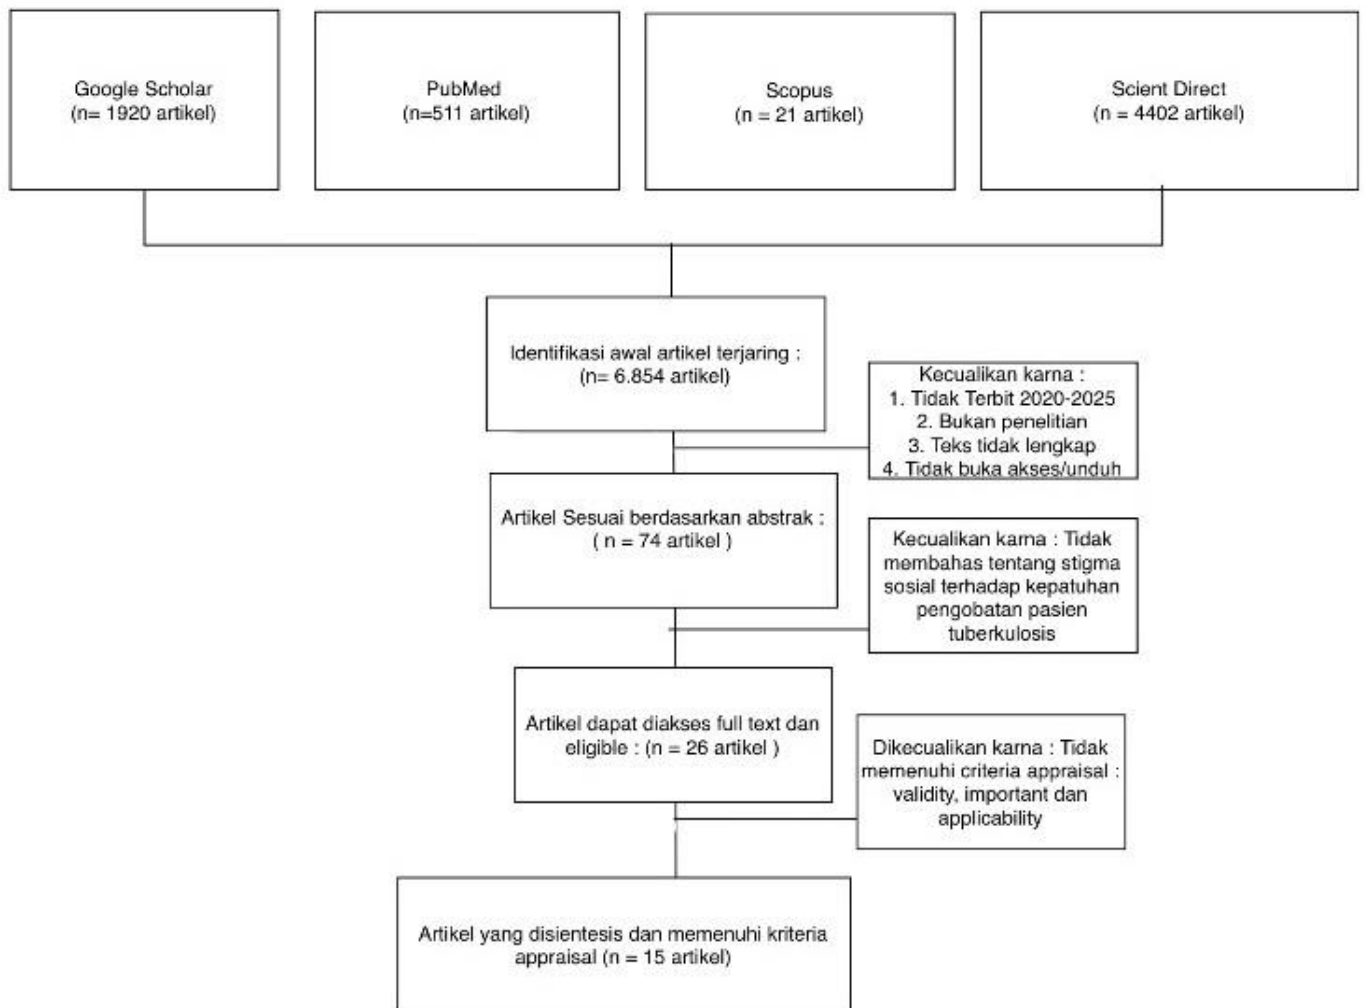 Google Scholar
(n= 1920 artikel)
PubMed
(n=511 artikel)
Scopus
(n = 21 artikel)
Scient Direct
(n = 4402 artikel)
Identifikasi awal artikel terjaring :
(n= 6.854 artikel)
Kecualikan karna :
1. Tidak Terbit 2020-2025
2. Bukan penelitian
3. Teks tidak lengkap
4. Tidak buka akses/unduh
Artikel Sesuai berdasarkan abstrak :
( n = 74 artikel )
Kecualikan karna : Tidak
membahas tentang stigma
sosial terhadap kepatuhan
pengobatan pasien
tuberkulosis
Artikel dapat diakses full text dan
eligible : (n = 26 artikel )
Dikecualikan karna : Tidak
memenuhi criteria appraisal :
validity, important dan
applicability
Artikel yang disientesis dan memenuhi kriteria
appraisal (n = 15 artikel)